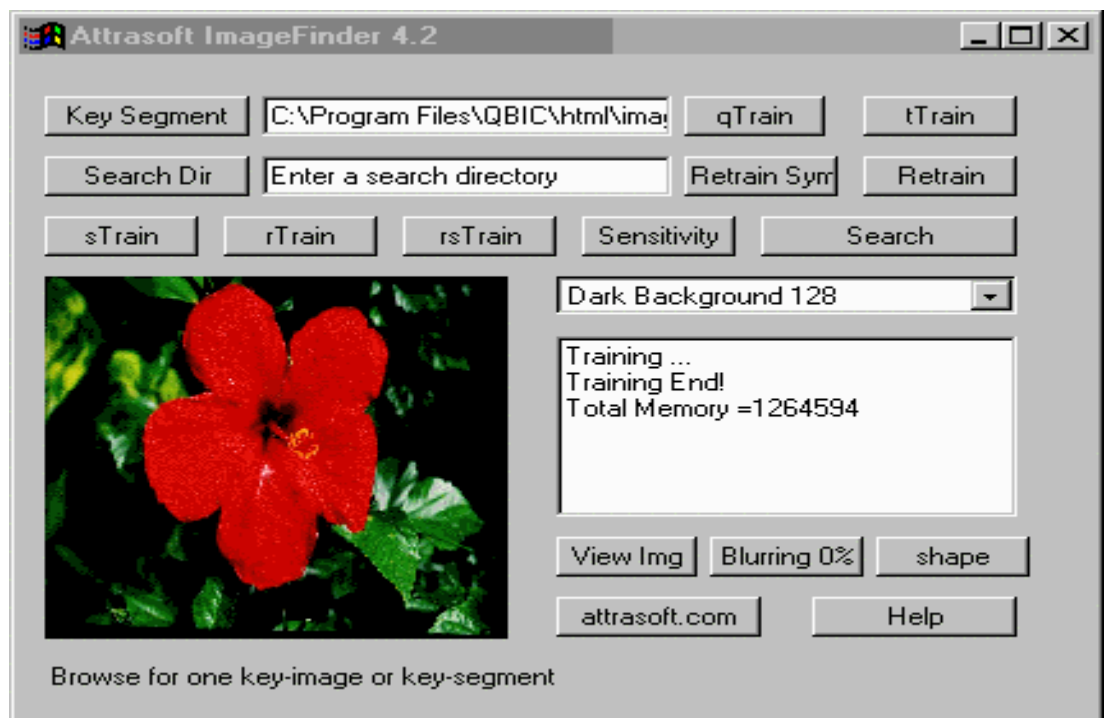 Attrasoft ImageFinder 4.2
Key Segment C:\Program Files\QBIC\html\imag qTrain tTrain
Search Dir Enter a search directory Retrain Sym Retrain
sTrain rTrain rsTrain Sensitivity Search
Dark Background 128
Training ...
Training End!
Total Memory =1264594
View Img Blurring 0% shape
attrasoft.com Help
Browse for one key-image or key-segment